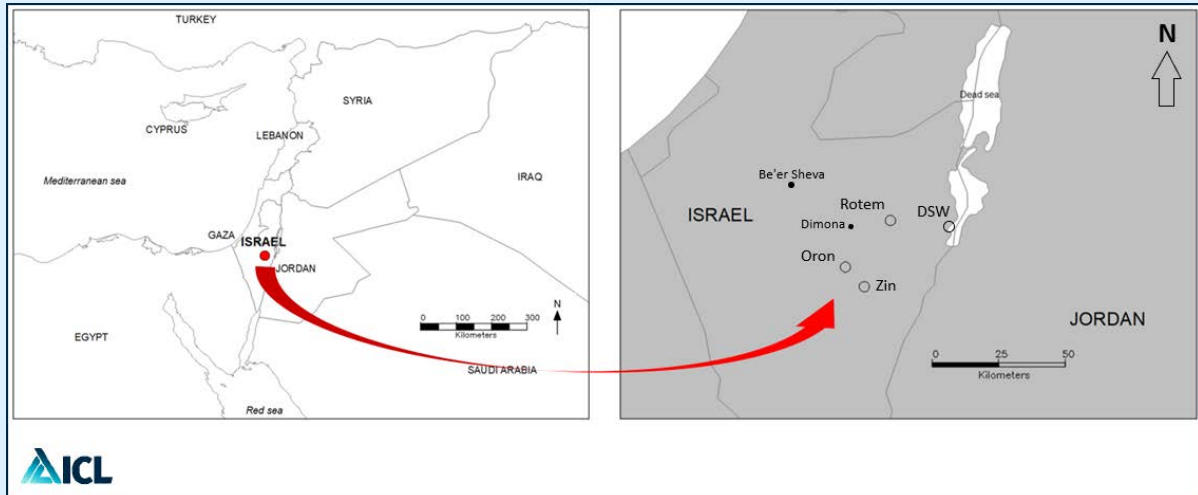 TURKEY
SYRIA
CYPRUS
LEBANON
Mediterranean sea
IRAQ
GAZA
ISRAEL
JORDAN
N
0 100 200 300
Kilometers
EGYPT
SAUDI ARABIA
Red sea
N
Dead sea
Be'er Sheva
Rotem
DSW
ISRAEL
Dimona
Oron
Zin
JORDAN
0 25 50
Kilometers
ICL